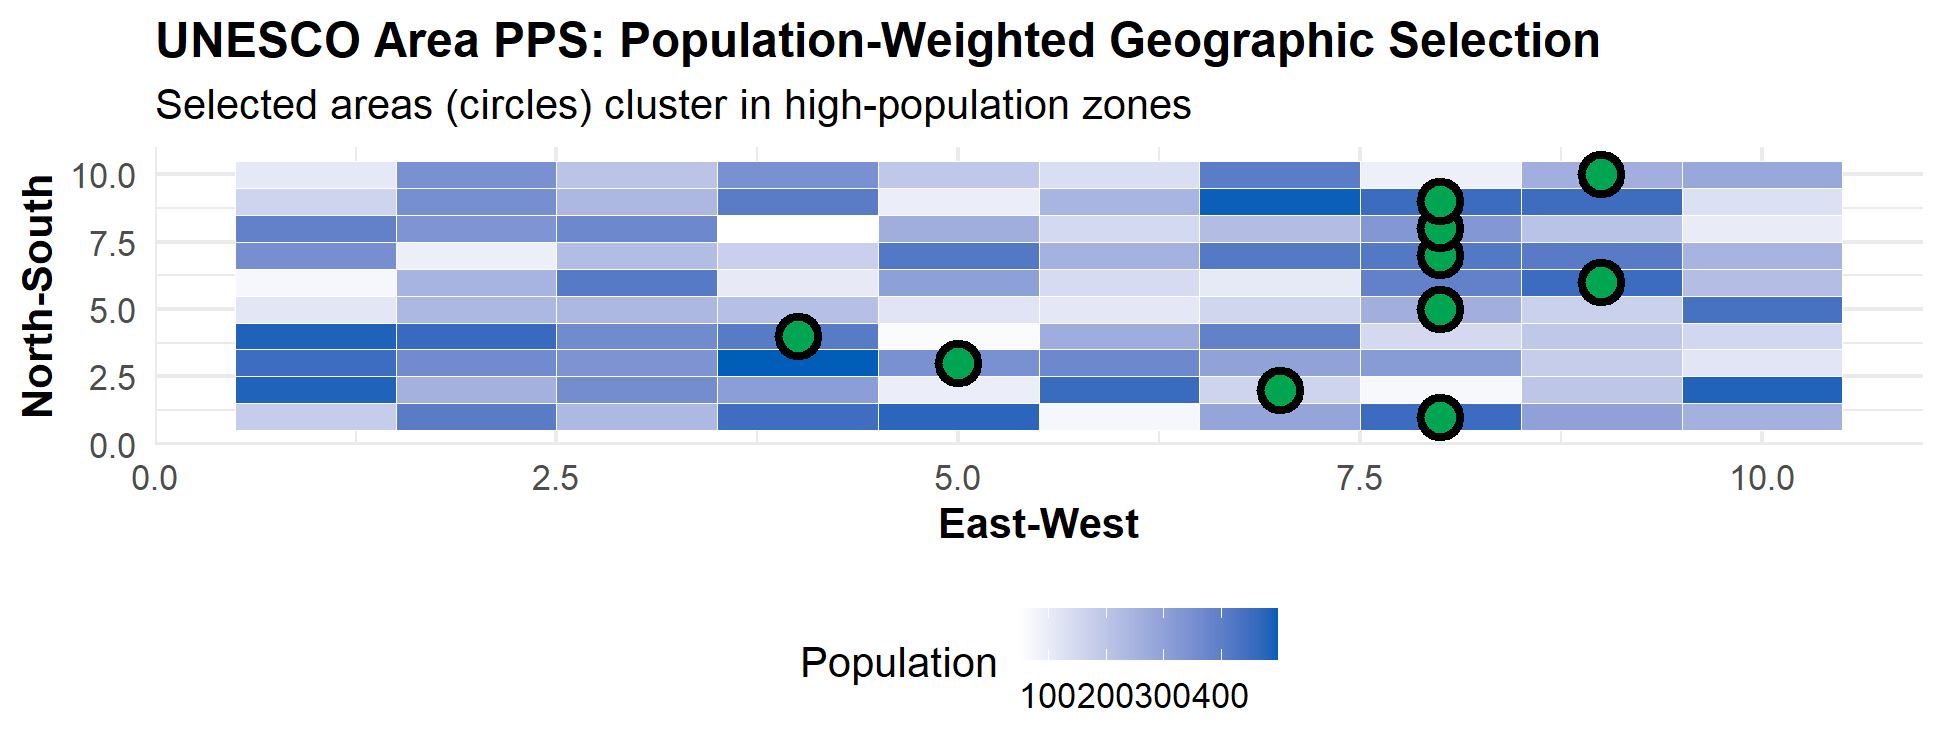 UNESCO Area PPS: Population-Weighted Geographic Selection
Selected areas (circles) cluster in high-population zones
North-South
10.0
7.5
5.0
2.5
0.0
0.0 2.5 5.0 7.5 10.0
East-West
Population
100200300400